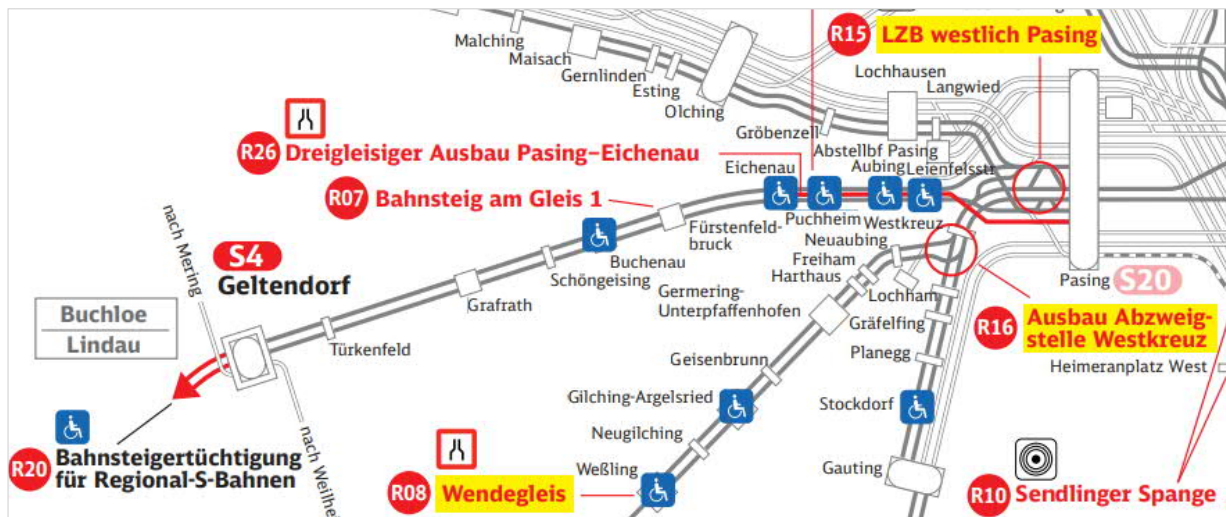 R15 LZB westlich Pasing
Malching
Maisach
Gernlinden
Esting
Olching
Lochhausen
Langwied
Gröbenzell
R26 Dreigleisiger Ausbau Pasing–Eichenau
Abstellbf Pasing
Eichenau
Aubing
Leienfelsstr.
R07 Bahnsteig am Gleis 1
nach Mering
Puchheim
Westkreuz
Fürstenfeld-
bruck
Neuaubing
Freiham
Harthaus
S4
Geltendorf
Buchenau
Schöngeising
Grafrath
Germering-
Unterpfaffenhofen
Lochham
Pasing S20
Buchloe
Lindau
Türkenfeld
Gräfelfing
R16 Ausbau Abzweig-
stelle Westkreuz
Geisenbrunn
Planegg
Heimeranplatz West
Gilching-Argelsried
Stockdorf
Neugilching
R20 Bahnsteigertüchtigung
für Regional-S-Bahnen
nach Weilhe
Weßling
Gauting
R08 Wendegleis
R10 Sendlinger Spange